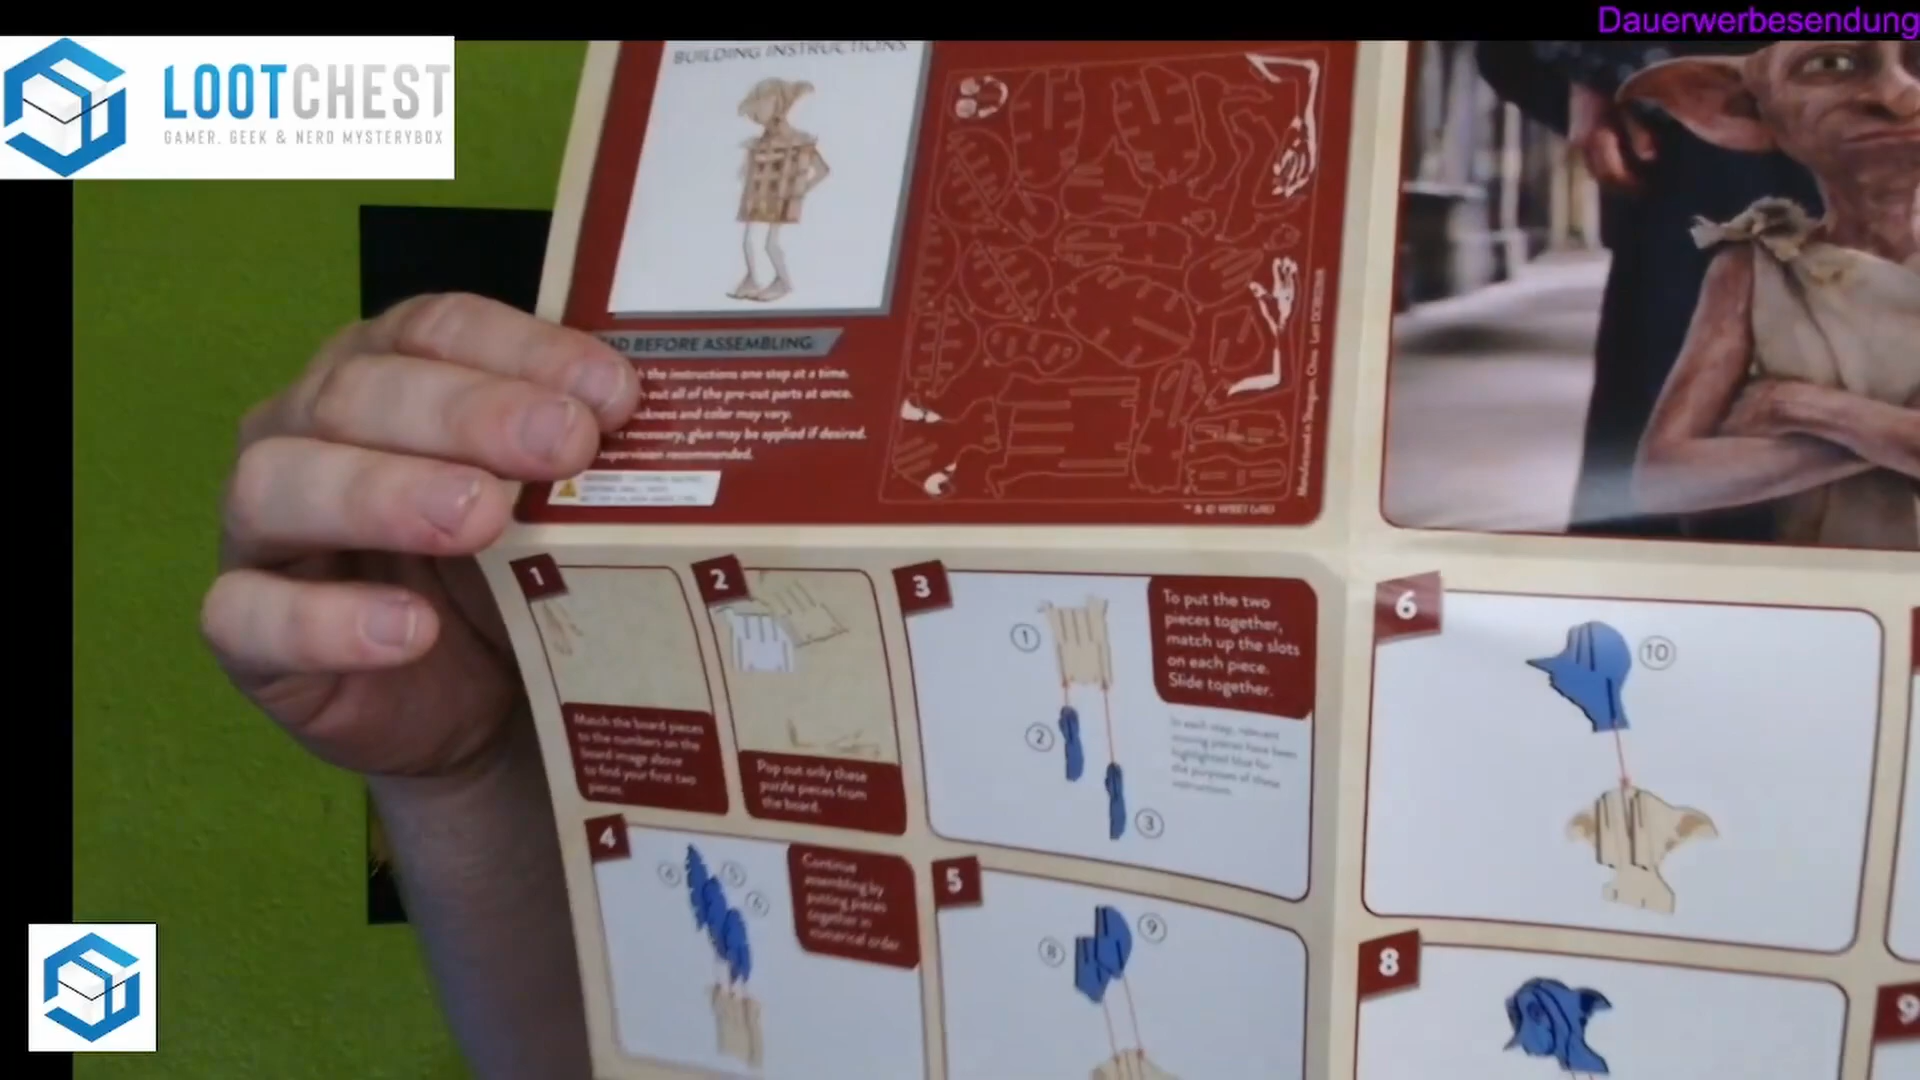 Dauerwerbesendung
LOOTCHEST
GAMER, GEEK & NERD MYSTERYBOX
BUILDING INSTRUCTIONS
BEFORE ASSEMBLING
the instructions one step at a time.
out all of the pre-cut parts at once.
and color may vary.
necessary, glue may be applied if desired.
supervision recommended.
1
Match the board pieces
to the numbers on the
board image above
to find your first two
pieces.
2
Pop out only these
puzzle pieces from
the board.
3
To put the two
pieces together,
match up the slots
on each piece.
Slide together.
1
2
3
4
Continue
assembling by
putting pieces
together in
numerical order
5
8
9
6
10
8
9